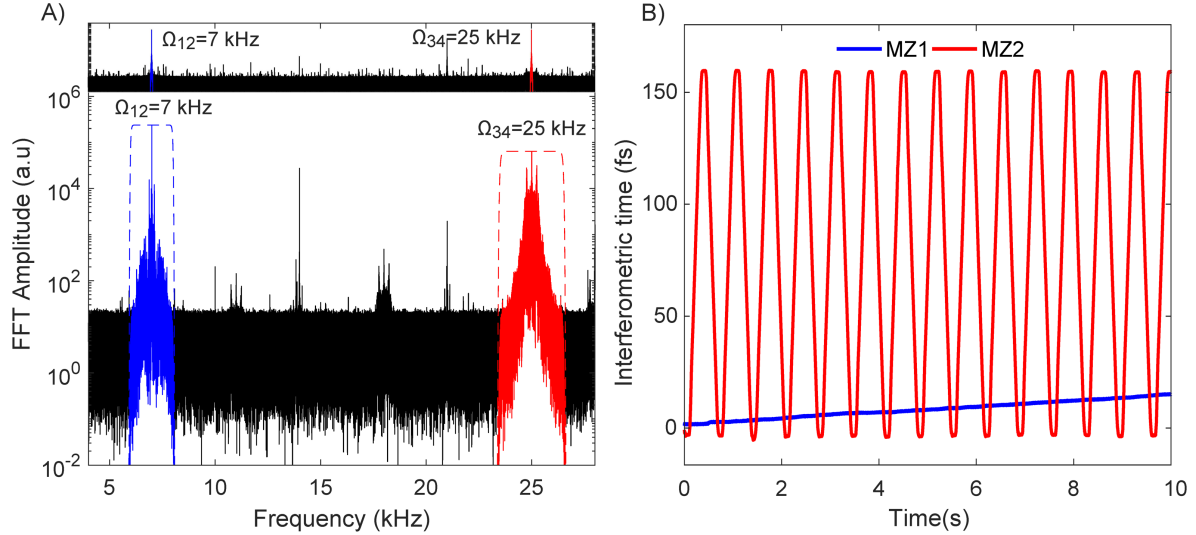 A)
Ω12=7 kHz
Ω34=25 kHz
Ω12=7 kHz
Ω34=25 kHz
10^6
10^4
10^2
10^0
10^-2
FFT Amplitude (a.u)
5 10 15 20 25
Frequency (kHz)
B)
MZ1 MZ2
150
100
50
0
Interferometric time (fs)
0 2 4 6 8 10
Time(s)